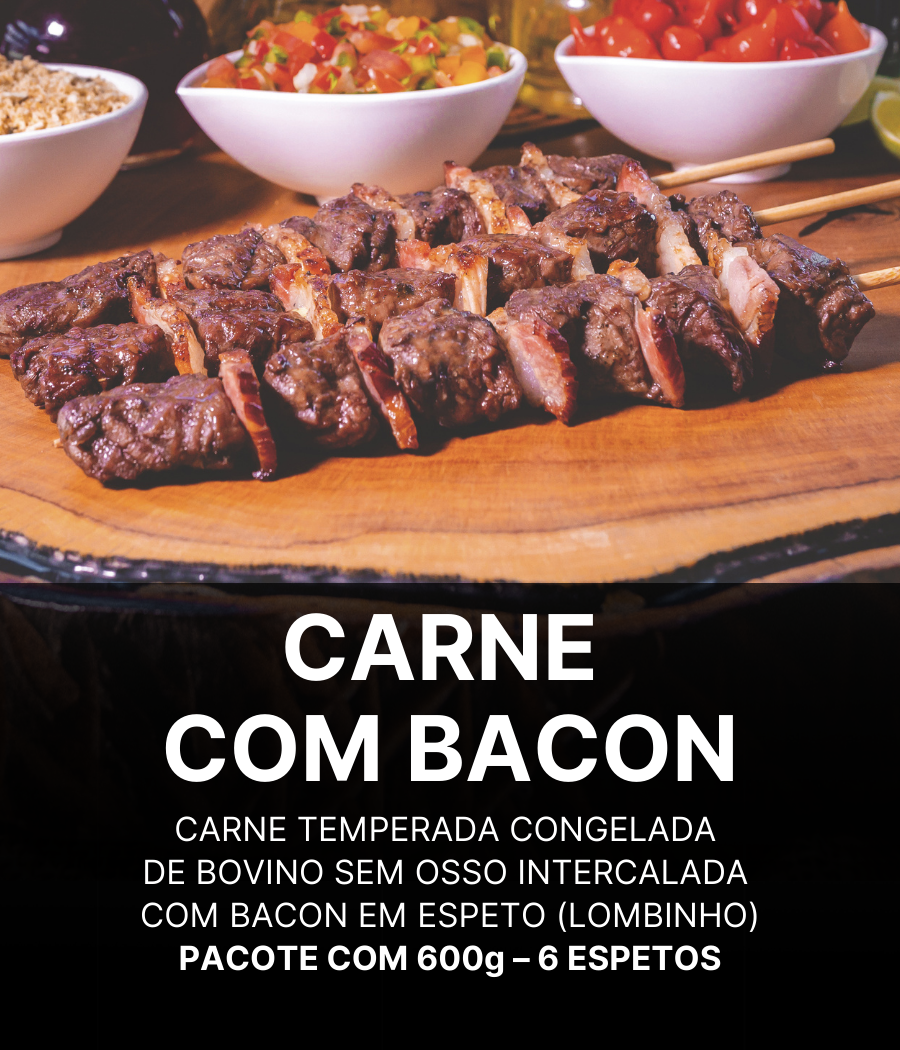 CARNE
COM BACON
CARNE TEMPERADA CONGELADA
DE BOVINO SEM OSSO INTERCALADA
COM BACON EM ESPETO (LOMBINHO)
PACOTE COM 600g – 6 ESPETOS